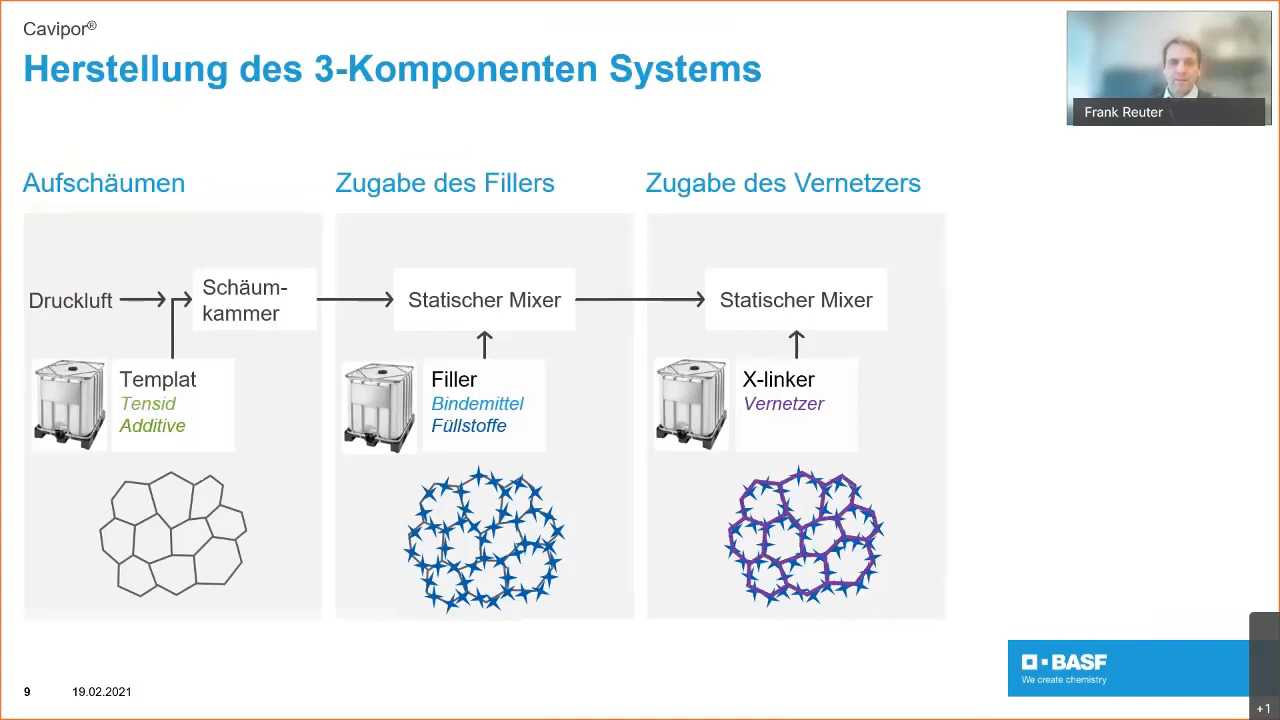 Cavipor®
Herstellung des 3-Komponenten Systems
Frank Reuter
Aufschäumen
Zugabe des Fillers
Zugabe des Vernetzers
Druckluft
Schäum-
kammer
Statischer Mixer
Statischer Mixer
Templat
Tensid
Additive
Filler
Bindemittel
Füllstoffe
X-linker
Vernetzer
BASF
We create chemistry
9
19.02.2021
+1